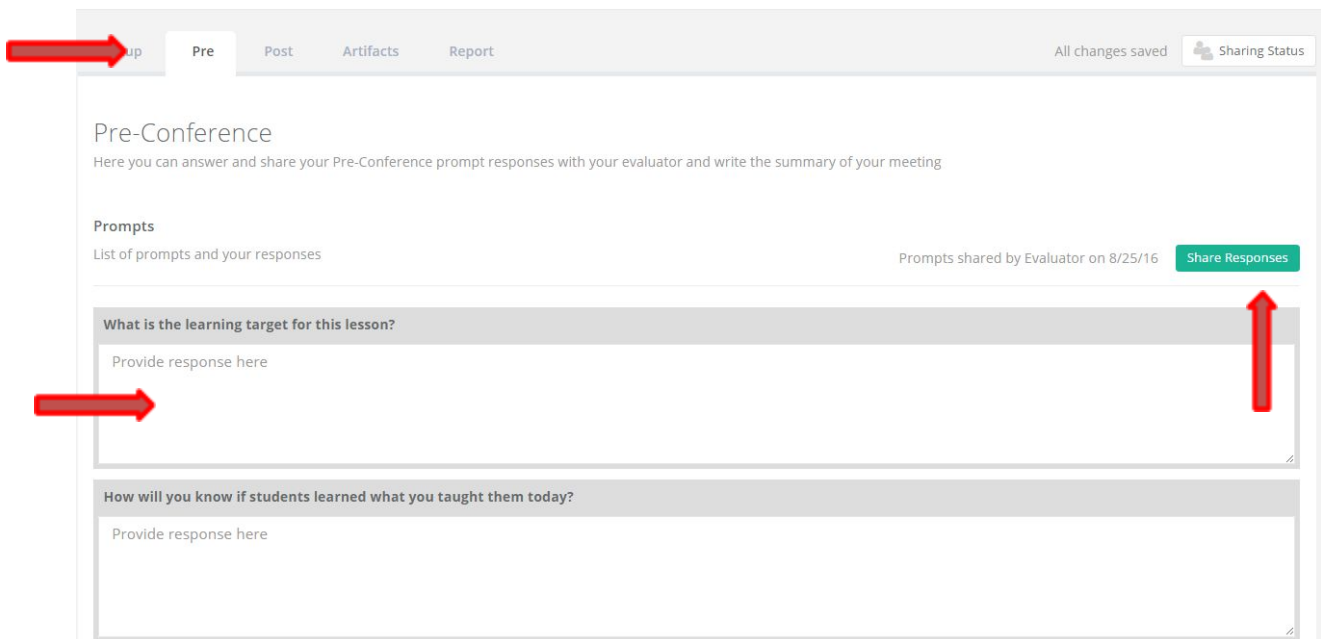 up Pre Post Artifacts Report All changes saved Sharing Status
Pre-Conference
Here you can answer and share your Pre-Conference prompt responses with your evaluator and write the summary of your meeting
Prompts
List of prompts and your responses Prompts shared by Evaluator on 8/25/16 Share Responses
What is the learning target for this lesson?
Provide response here
How will you know if students learned what you taught them today?
Provide response here